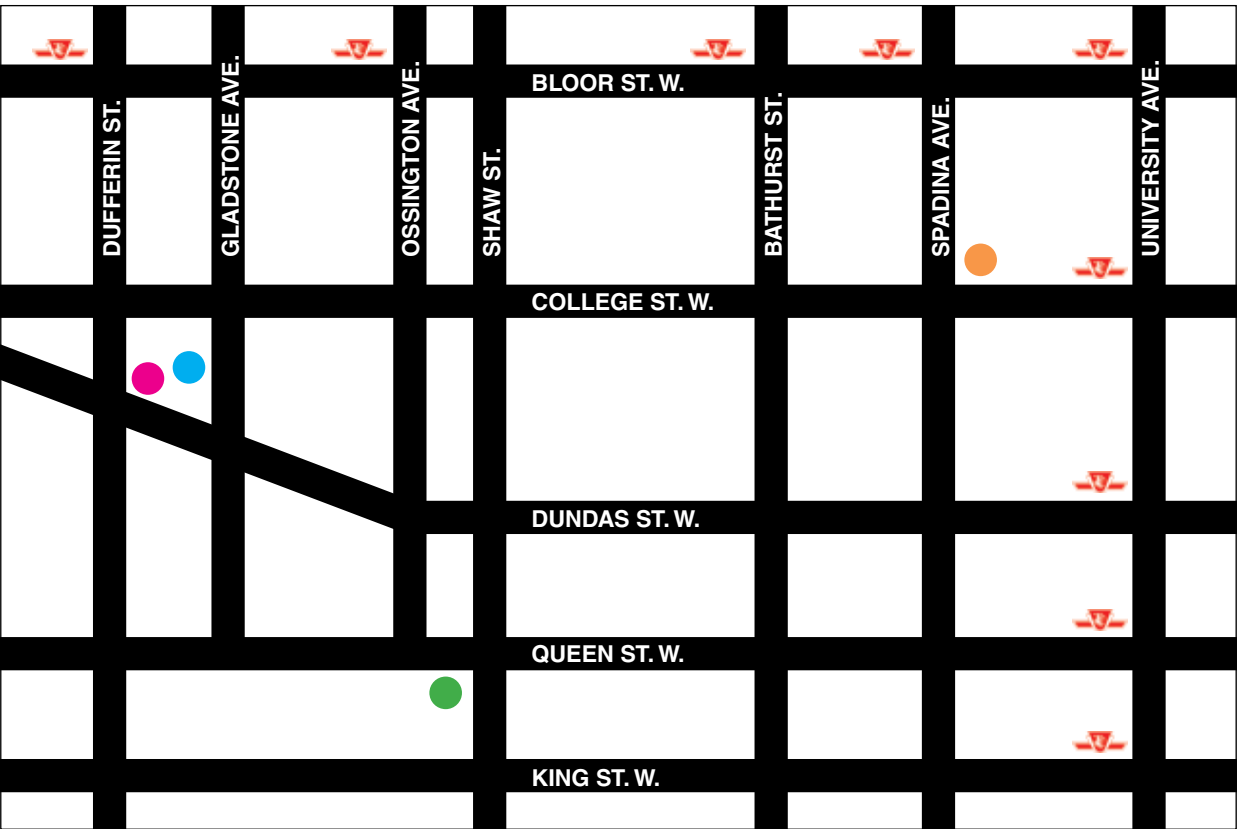 BLOOR ST. W.
DUFFERIN ST.
GLADSTONE AVE.
OSSINGTON AVE.
SHAW ST.
BATHURST ST.
SPADINA AVE.
UNIVERSITY AVE.
COLLEGE ST. W.
DUNDAS ST. W.
QUEEN ST. W.
KING ST. W.